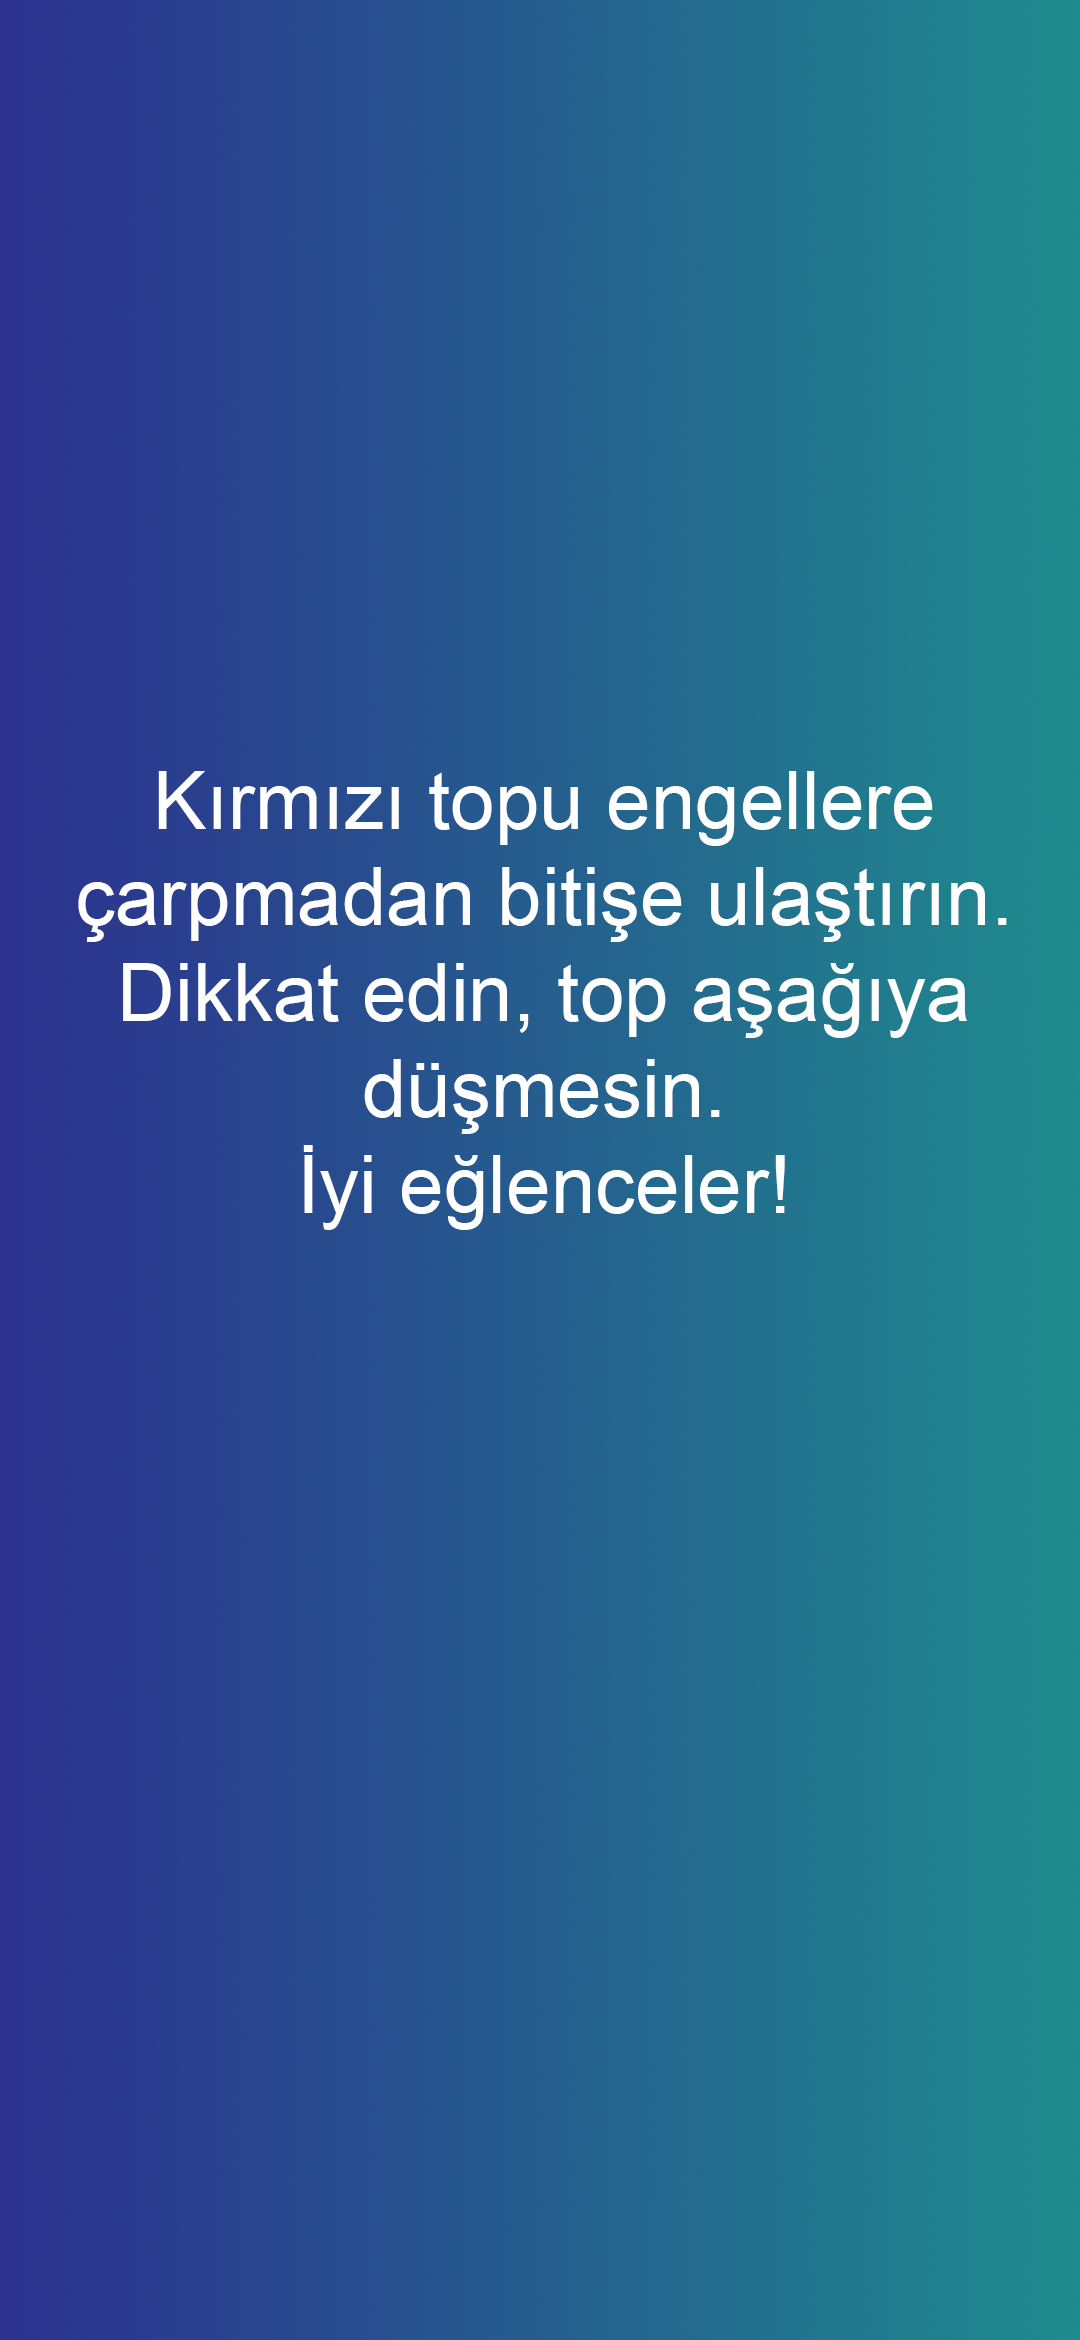 Kırmızı topu engellere
çarpmadan bitişe ulaştırın.
Dikkat edin, top aşağıya
düşmesin.
İyi eğlenceler!